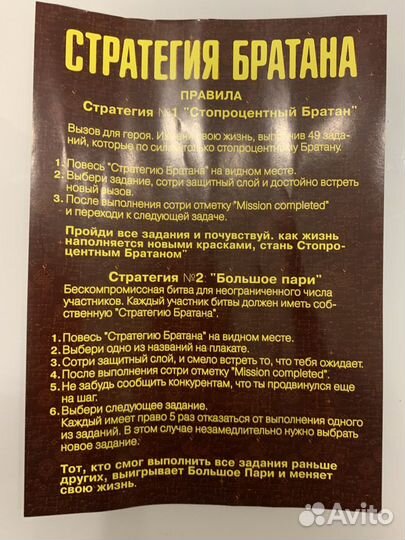 СТРАТЕГИЯ БРАТАНА
ПРАВИЛА
Стратегия №1 "Стопроцентный Братан"
Вызов для героя. Измени свою жизнь, выполнив 49 зада-
ний, которые по силам только стопроцентному Братану.
1. Повесь "Стратегию Братана" на видном месте.
2. Выбери задание, сотри защитный слой и достойно встреть
новый вызов.
3. После выполнения сотри отметку "Mission completed"
и переходи к следующей задаче.
Пройди все задания и почувствуй. как жизнь
наполняется новыми красками, стань Стопро-
центным Братаном"
Стратегия №2 "Большое пари"
Бескомпромиссная битва для неограниченного числа
участников. Каждый участник битвы должен иметь соб-
ственную "Стратегию Братана".
1. Повесь "Стратегию Братана" на видном месте.
2. Выбери одно из названий на плакате.
3. Сотри защитный слой, и смело встреть то, что тебя ожидает.
4. После выполнения сотри отметку "Mission completed".
5. Не забудь сообщить конкурентам, что ты продвинулся еще
на шаг.
6. Выбери следующее задание.
Каждый имеет право 5 раз отказаться от выполнения одного
из заданий. В этом случае незамедлительно нужно выбрать
новое задание.
Тот, кто смог выполнить все задания раньше
других, выигрывает Большое Пари и меняет
свою жизнь.
Avito